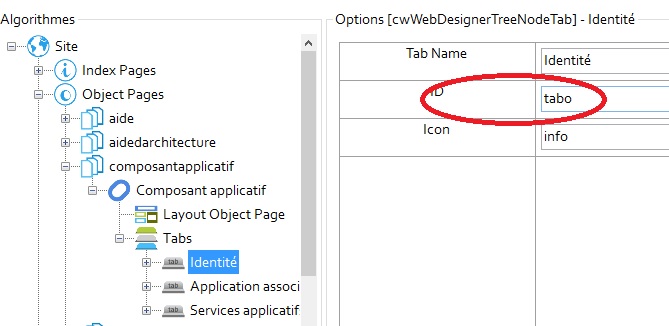 Algorithmes
Site
Index Pages
Object Pages
aide
aidedarchitecture
composantapplicatif
Composant applicatif
Layout Object Page
Tabs
tab Identité
tab Application associ
tab Services applicatif
Options [cwWebDesignerTreeNodeTab] - Identité
Tab Name Identité
ID tabo
Icon info